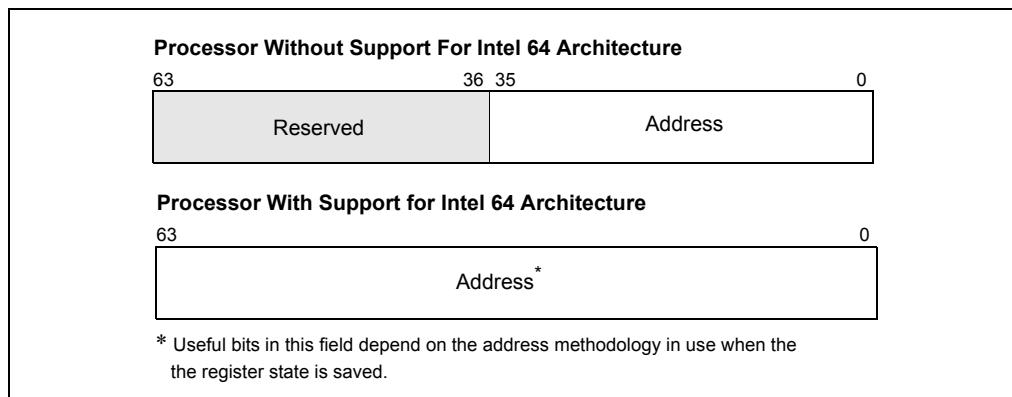 Processor Without Support For Intel 64 Architecture
63 36 35 0
Reserved Address
Processor With Support for Intel 64 Architecture
63 0
Address*
* Useful bits in this field depend on the address methodology in use when the
the register state is saved.